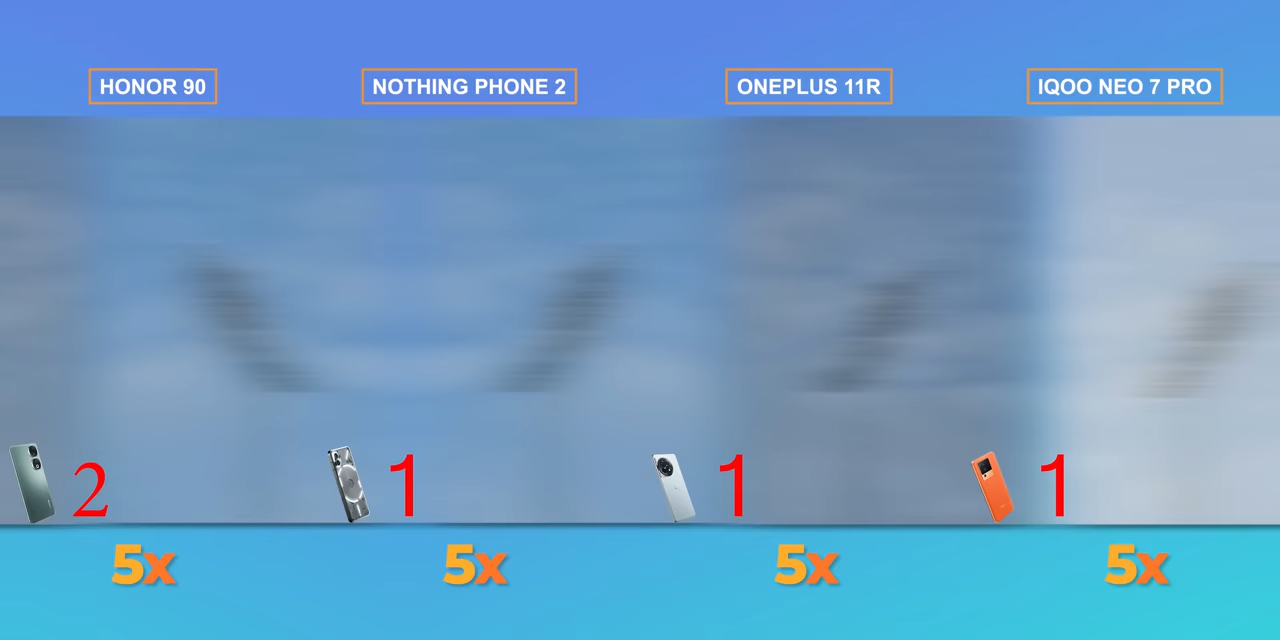 HONOR 90
NOTHING PHONE 2
ONEPLUS 11R
IQOO NEO 7 PRO
2
1
1
1
5x
5x
5x
5x